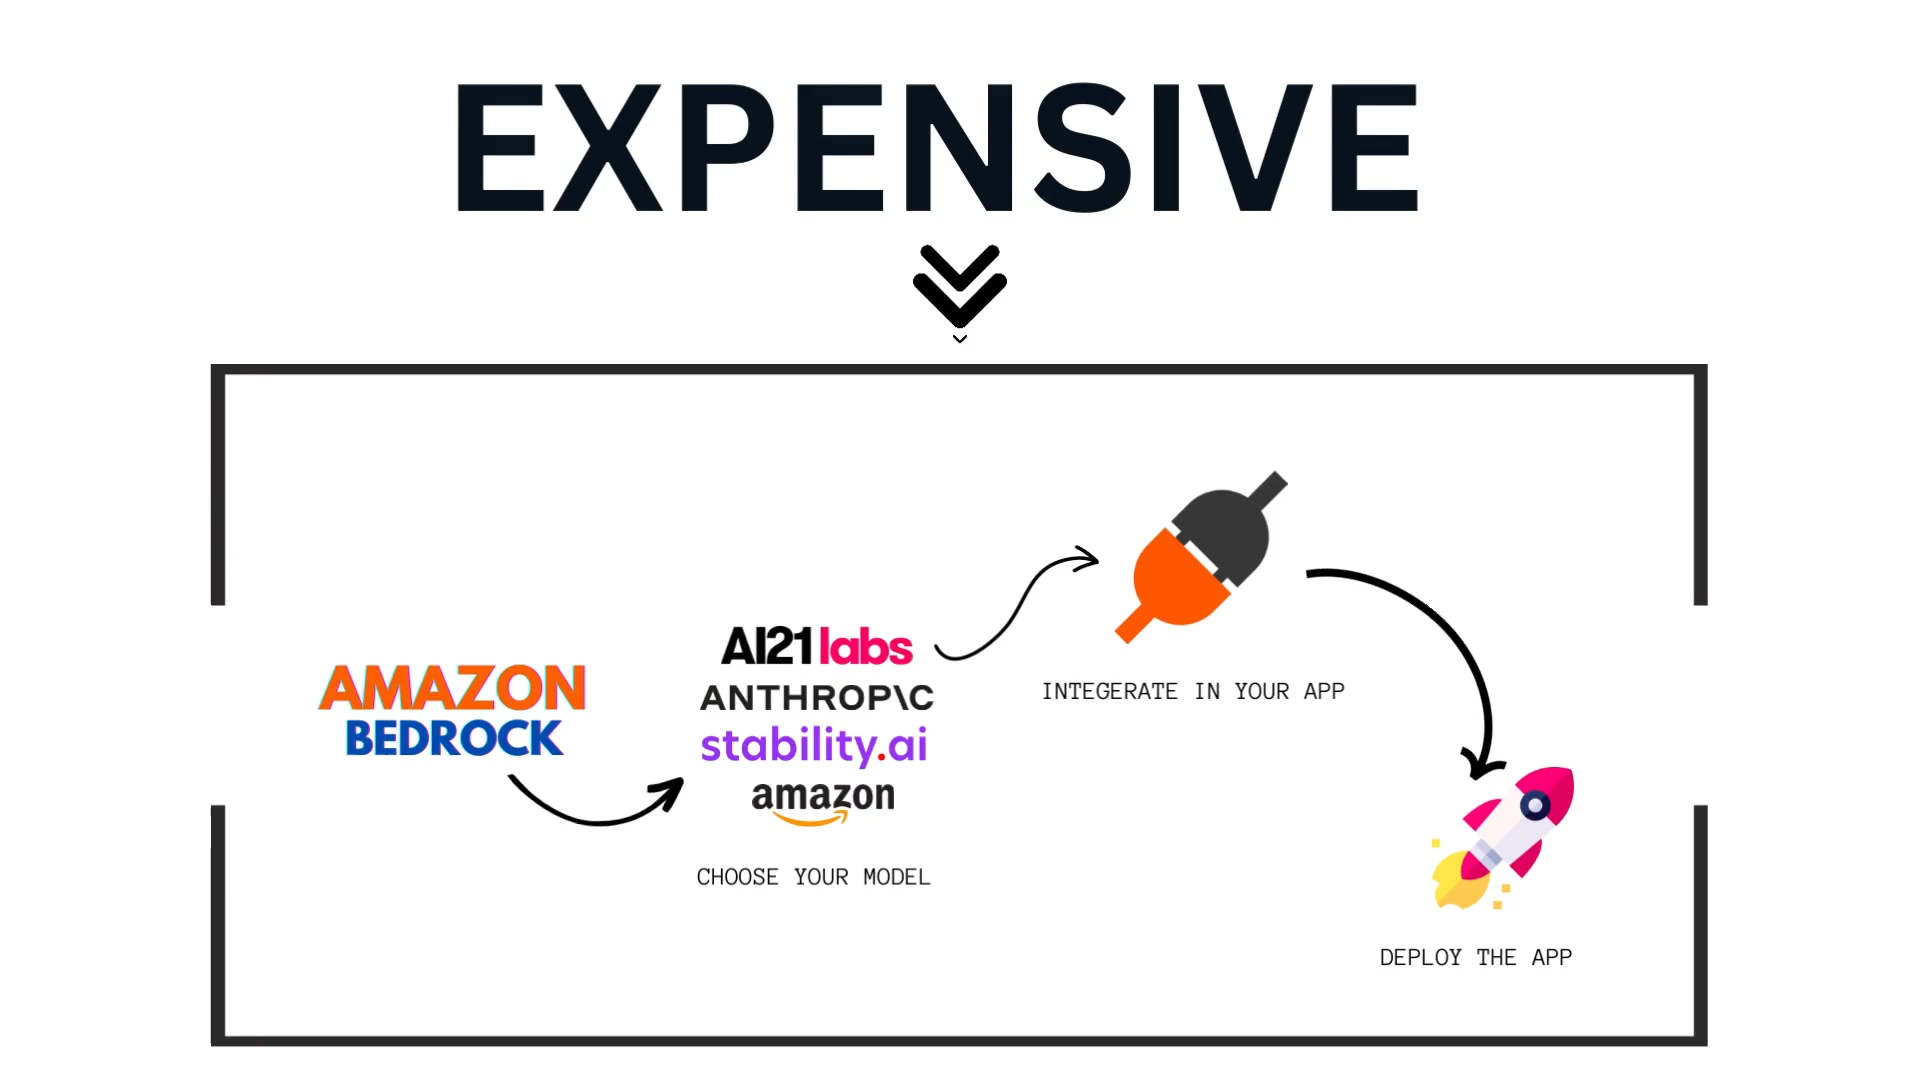 EXPENSIVE
AMAZON
BEDROCK
AI21labs
ANTHROP\C
stability.ai
amazon
CHOOSE YOUR MODEL
INTEGERATE IN YOUR APP
DEPLOY THE APP